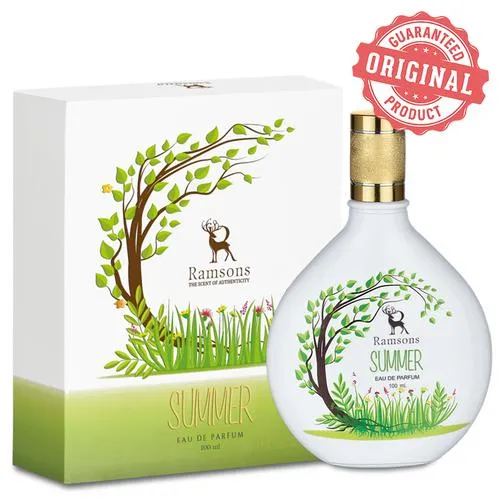 GUARANTEED
ORIGINAL
PRODUCT
Ramsons
THE SCENT OF AUTHENTICITY
SUMMER
EAU DE PARFUM
100 ml
Ramsons
SUMMER
EAU DE PARFUM
100 mL